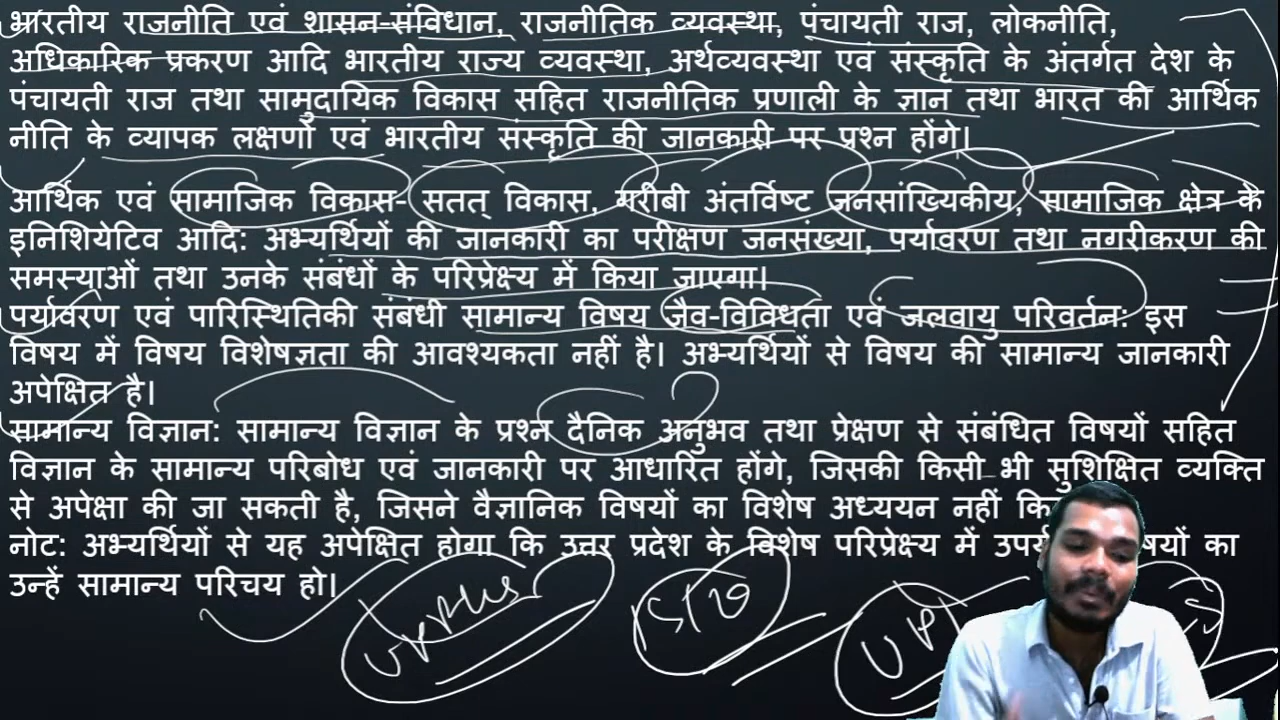 भारतीय राजनीति एवं शासन-संविधान, राजनीतिक व्यवस्था, पंचायती राज, लोकनीति,
अधिकारिक प्रकरण आदि भारतीय राज्य व्यवस्था, अर्थव्यवस्था एवं संस्कृति के अंतर्गत देश के
पंचायती राज तथा सामुदायिक विकास सहित राजनीतिक प्रणाली के ज्ञान तथा भारत की आर्थिक
नीति के व्यापक लक्षणों एवं भारतीय संस्कृति की जानकारी पर प्रश्न होंगे।
आर्थिक एवं सामाजिक विकास- सतत् विकास, गरीबी अंतर्विष्ट जनसांख्यिकीय, सामाजिक क्षेत्र के
इनिशियेटिव आदि: अभ्यर्थियों की जानकारी का परीक्षण जनसंख्या, पर्यावरण तथा नगरीकरण की
समस्याओं तथा उनके संबंधों के परिप्रेक्ष्य में किया जाएगा।
पर्यावरण एवं पारिस्थितिकी संबंधी सामान्य विषय जैव-विविधता एवं जलवायु परिवर्तन: इस
विषय में विषय विशेषज्ञता की आवश्यकता नहीं है। अभ्यर्थियों से विषय की सामान्य जानकारी
अपेक्षित है।
सामान्य विज्ञान: सामान्य विज्ञान के प्रश्न दैनिक अनुभव तथा प्रेक्षण से संबंधित विषयों सहित
विज्ञान के सामान्य परिबोध एवं जानकारी पर आधारित होंगे, जिसकी किसी भी सुशिक्षित व्यक्ति
से अपेक्षा की जा सकती है, जिसने वैज्ञानिक विषयों का विशेष अध्ययन नहीं
नोट: अभ्यर्थियों से यह अपेक्षित होगा कि उत्तर प्रदेश के विशेष परिप्रेक्ष्य में का
उन्हें सामान्य परिचय हो।